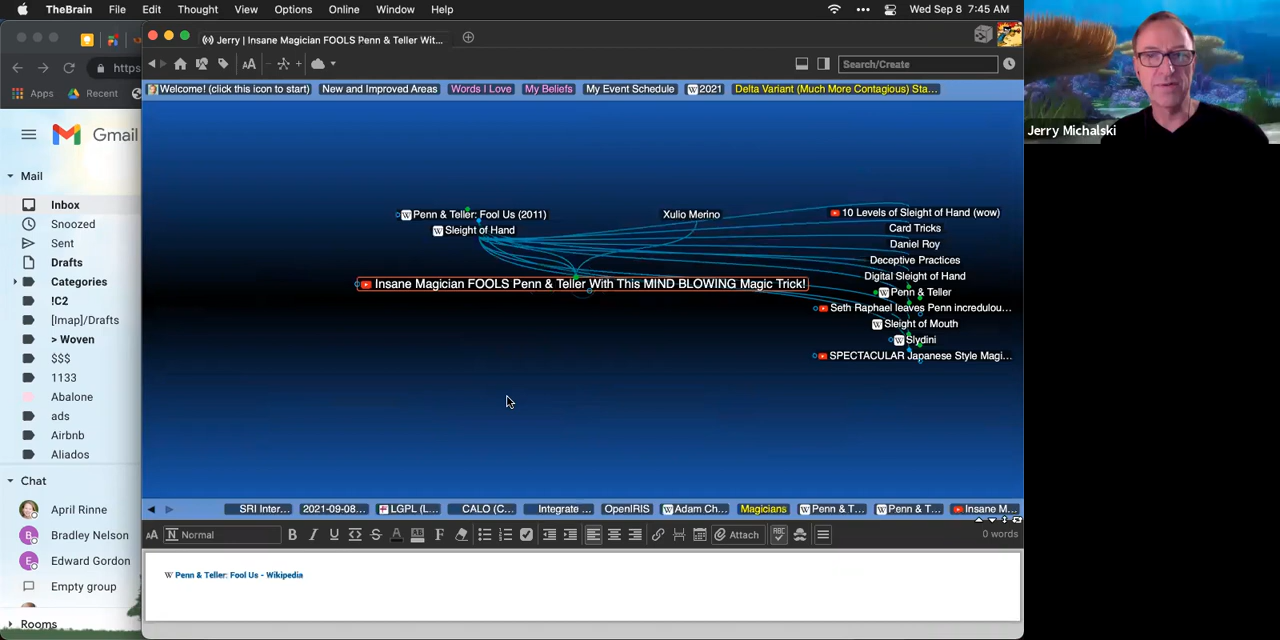 TheBrain File Edit Thought View Options Online Window Help Wed Sep 8 7:45 AM
Jerry | Insane Magician FOOLS Penn & Teller Wit...
https
AA Search/Create
Apps Recent
Welcome! (click this icon to start) New and Improved Areas Words I Love My Beliefs My Event Schedule W 2021 Delta Variant (Much More Contagious) Sta...
Jerry Michalski
Gmail
Mail
Inbox
Snoozed
Sent
Drafts
Categories
!C2
[Imap]/Drafts
> Woven
$$$
1133
Abalone
ads
Airbnb
Aliados
Chat
April Rinne
Bradley Nelson
Edward Gordon
Empty group
Rooms
W Penn & Teller: Fool Us (2011)
W Sleight of Hand
Xulio Merino
10 Levels of Sleight of Hand (wow)
Card Tricks
Daniel Roy
Deceptive Practices
Digital Sleight of Hand
W Penn & Teller
Seth Raphael leaves Penn incredulou...
W Sleight of Mouth
W Slydini
SPECTACULAR Japanese Style Magi...
Insane Magician FOOLS Penn & Teller With This MIND BLOWING Magic Trick!
SRI Inter... 2021-09-08... LGPL (L... CALO (C... Integrate ... OpenIRIS W Adam Ch... Magicians W Penn & T... W Penn & T... Insane M...
AA N Normal B I U S A F Attach 0 words
W Penn & Teller: Fool Us - Wikipedia